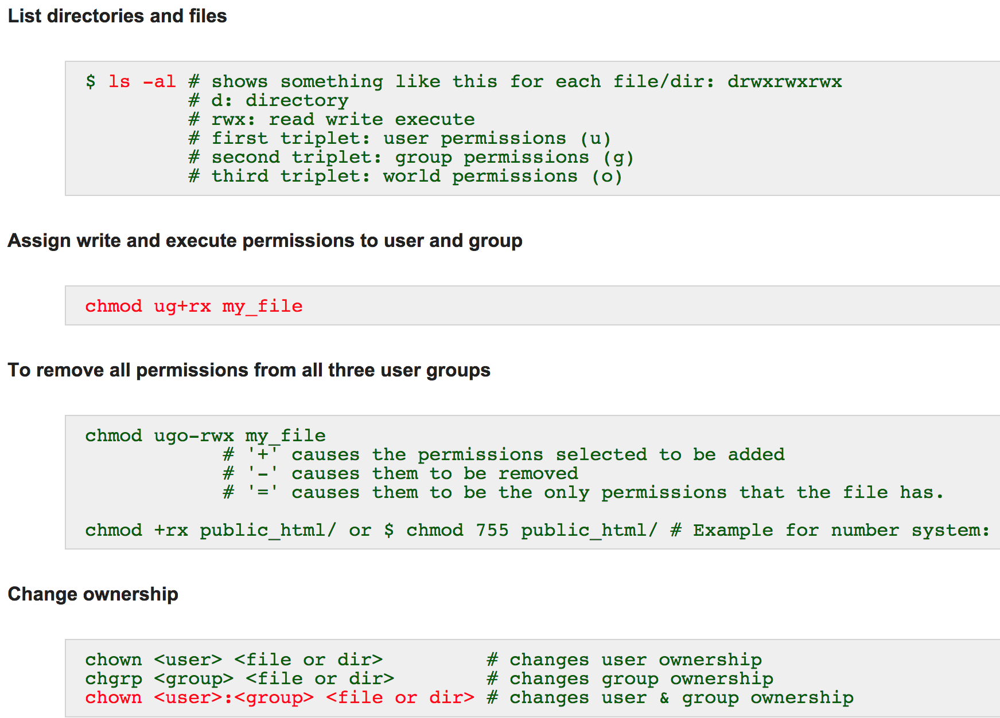 List directories and files
$ ls -al # shows something like this for each file/dir: drwxrwxrwx
# d: directory
# rwx: read write execute
# first triplet: user permissions (u)
# second triplet: group permissions (g)
# third triplet: world permissions (o)
Assign write and execute permissions to user and group
chmod ug+rx my_file
To remove all permissions from all three user groups
chmod ugo-rwx my_file
# '+' causes the permissions selected to be added
# '-' causes them to be removed
# '=' causes them to be the only permissions that the file has.
chmod +rx public_html/ or $ chmod 755 public_html/ # Example for number system:
Change ownership
chown <user> <file or dir> # changes user ownership
chgrp <group> <file or dir> # changes group ownership
chown <user>:<group> <file or dir> # changes user & group ownership